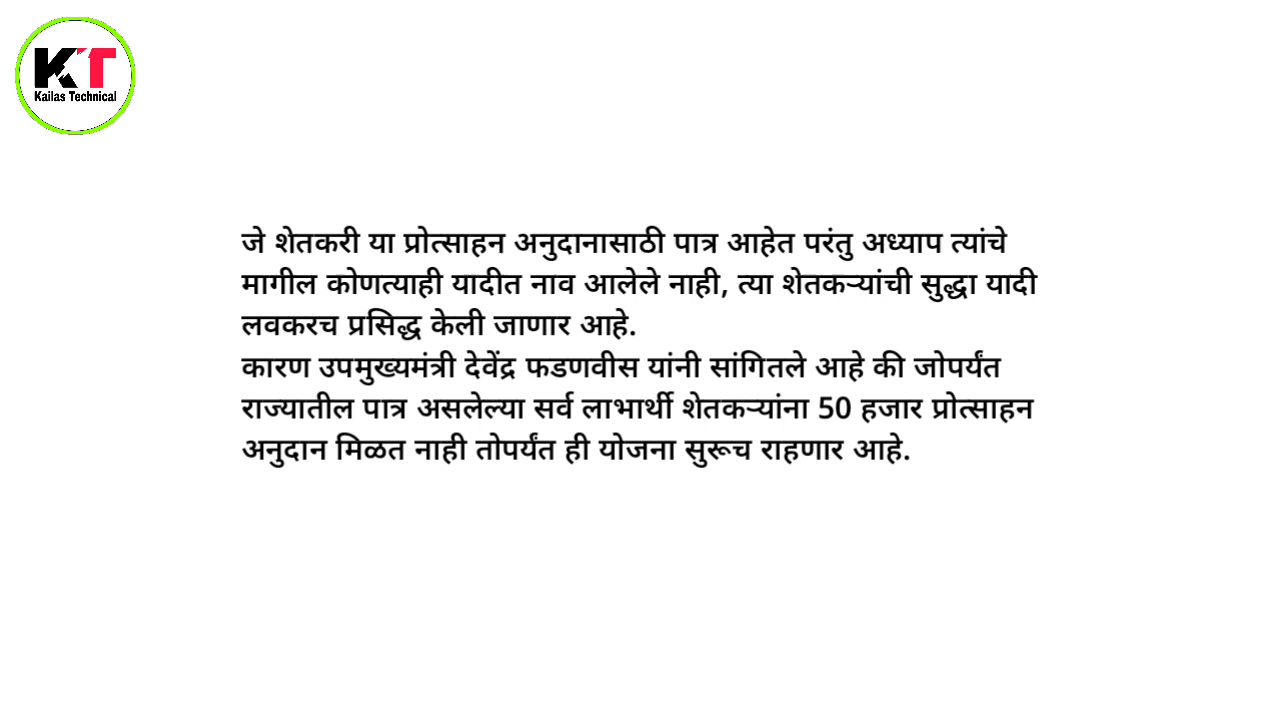 KT
Kailas Technical
जे शेतकरी या प्रोत्साहन अनुदानासाठी पात्र आहेत परंतु अध्याप त्यांचे
मागील कोणत्याही यादीत नाव आलेले नाही, त्या शेतकऱ्यांची सुद्धा यादी
लवकरच प्रसिद्ध केली जाणार आहे.
कारण उपमुख्यमंत्री देवेंद्र फडणवीस यांनी सांगितले आहे की जोपर्यंत
राज्यातील पात्र असलेल्या सर्व लाभार्थी शेतकऱ्यांना 50 हजार प्रोत्साहन
अनुदान मिळत नाही तोपर्यंत ही योजना सुरूच राहणार आहे.